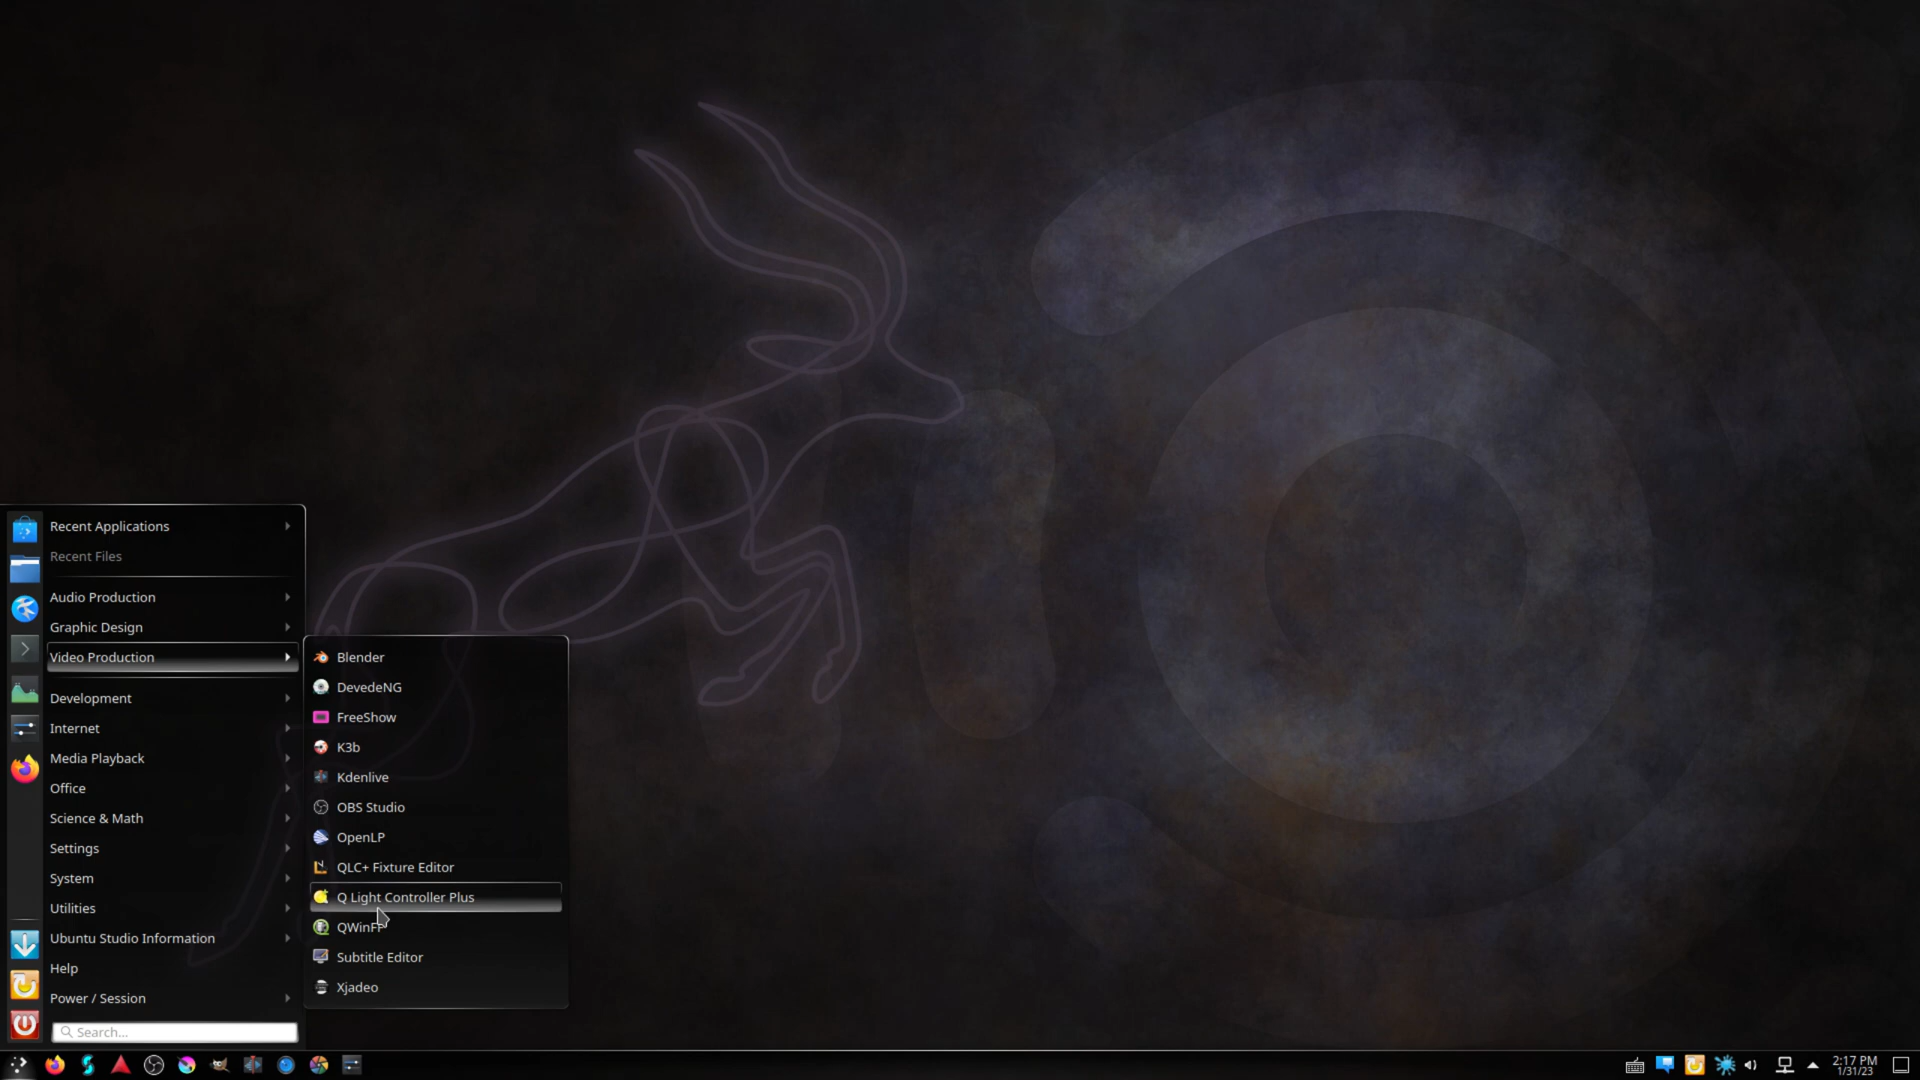 Recent Applications
Recent Files
Audio Production
Graphic Design
Video Production
Development
Internet
Media Playback
Office
Science & Math
Settings
System
Utilities
Ubuntu Studio Information
Help
Power / Session
Search...
Blender
DevedeNG
FreeShow
K3b
Kdenlive
OBS Studio
OpenLP
QLC+ Fixture Editor
Q Light Controller Plus
QWinFF
Subtitle Editor
Xjadeo
2:17 PM
1/31/23